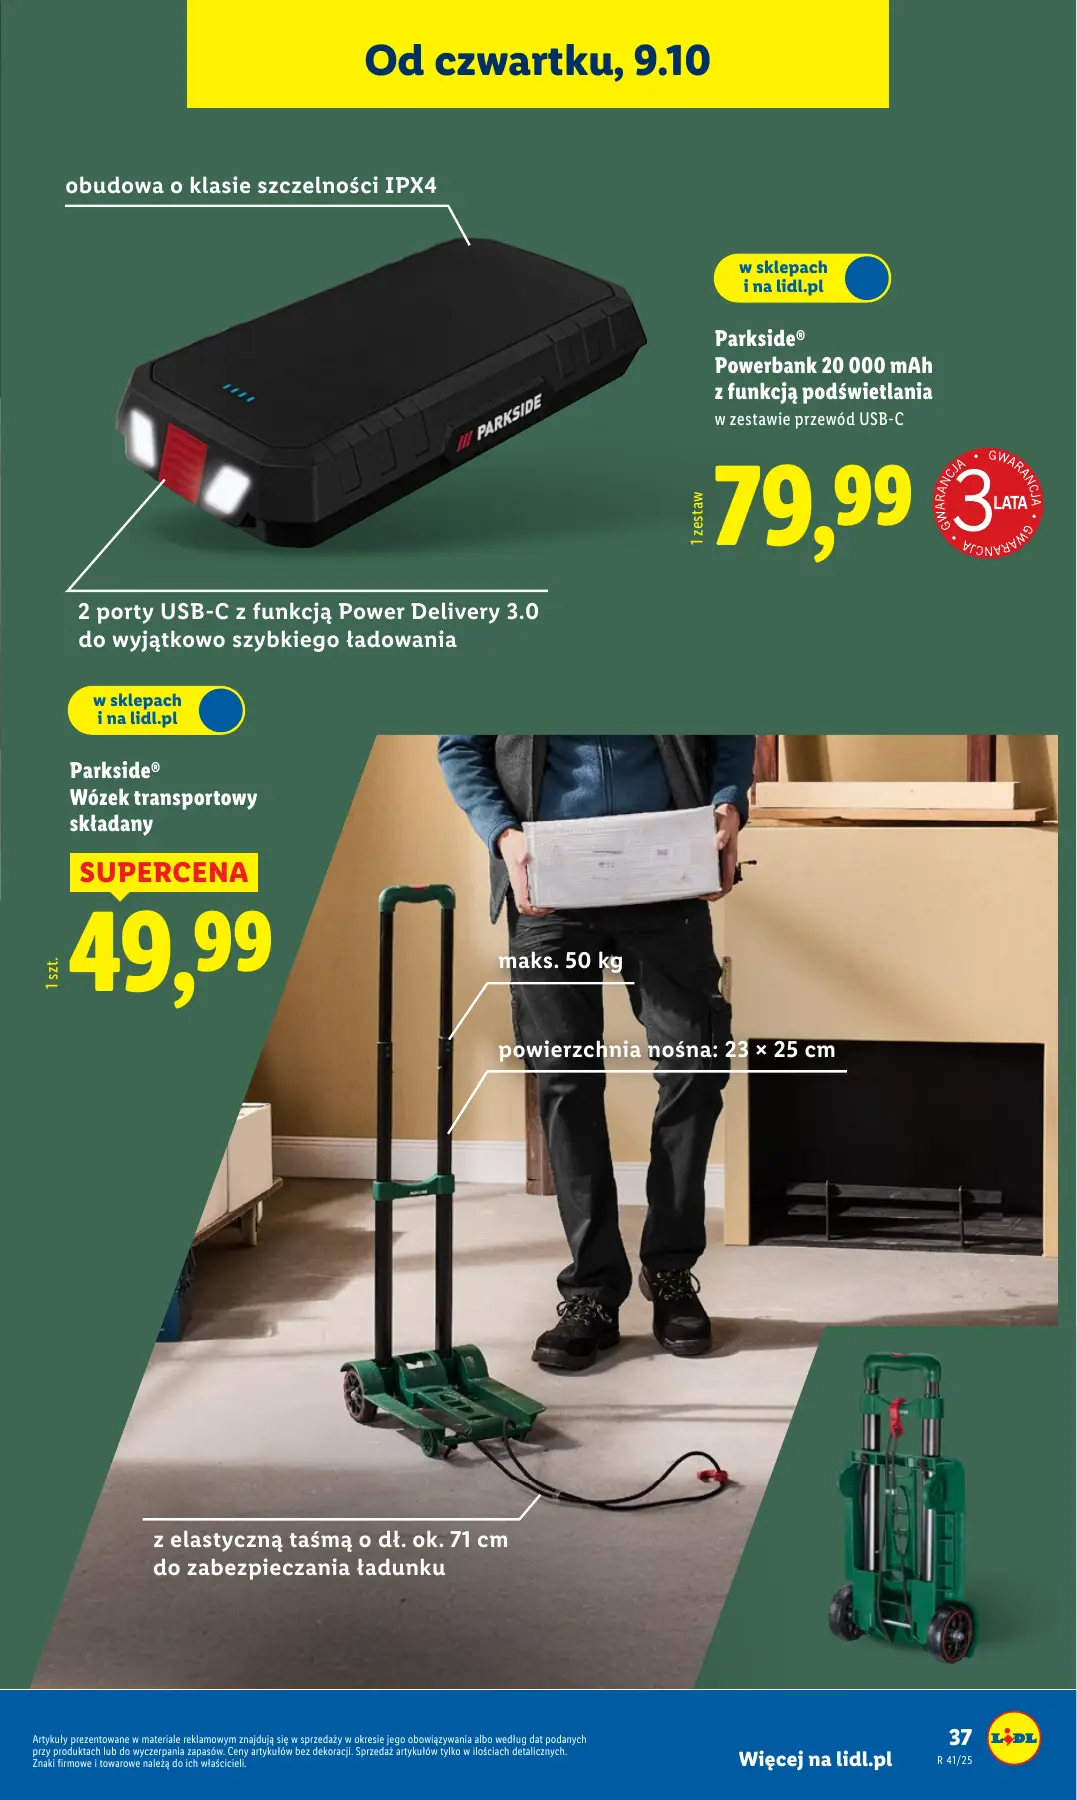 Od czwartku, 9.10
obudowa o klasie szczelności IPX4
w sklepach
i na lidl.pl
Parkside®
Powerbank 20 000 mAh
z funkcją podświetlania
w zestawie przewód USB-C
1 zestaw
79,99
GWARANCJA • GWARANCJA • GWARANCJA •
3 LATA
PARKSIDE
2 porty USB-C z funkcją Power Delivery 3.0
do wyjątkowo szybkiego ładowania
w sklepach
i na lidl.pl
Parkside®
Wózek transportowy
składany
SUPERCENA
1 szt.
49,99
maks. 50 kg
powierzchnia nośna: 23 × 25 cm
z elastyczną taśmą o dł. ok. 71 cm
do zabezpieczania ładunku
Artykuły prezentowane w materiale reklamowym znajdują się w sprzedaży w okresie jego obowiązywania albo według dat podanych
przy produktach lub do wyczerpania zapasów. Ceny artykułów bez dekoracji. Sprzedaż artykułów tylko w ilościach detalicznych.
Znaki firmowe i towarowe należą do ich właścicieli.
Więcej na lidl.pl
37
R 41/25
LIDL